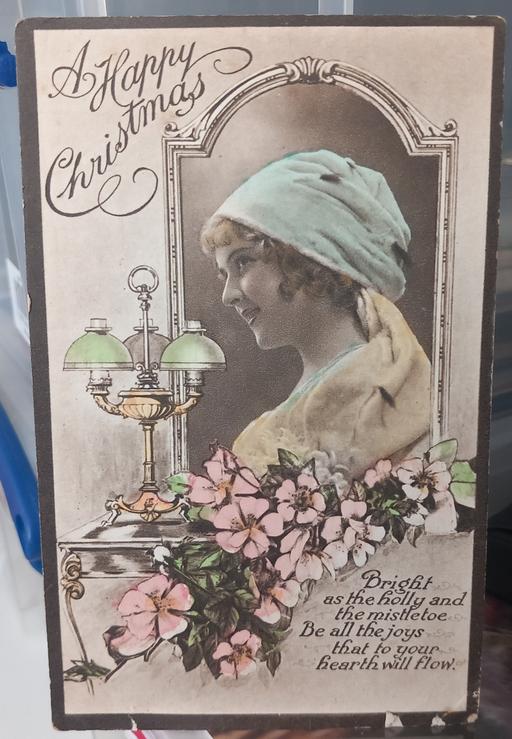 A Happy
Christmas
Bright
as the holly and
the mistletoe
Be all the joys
that to your
hearth will flow.